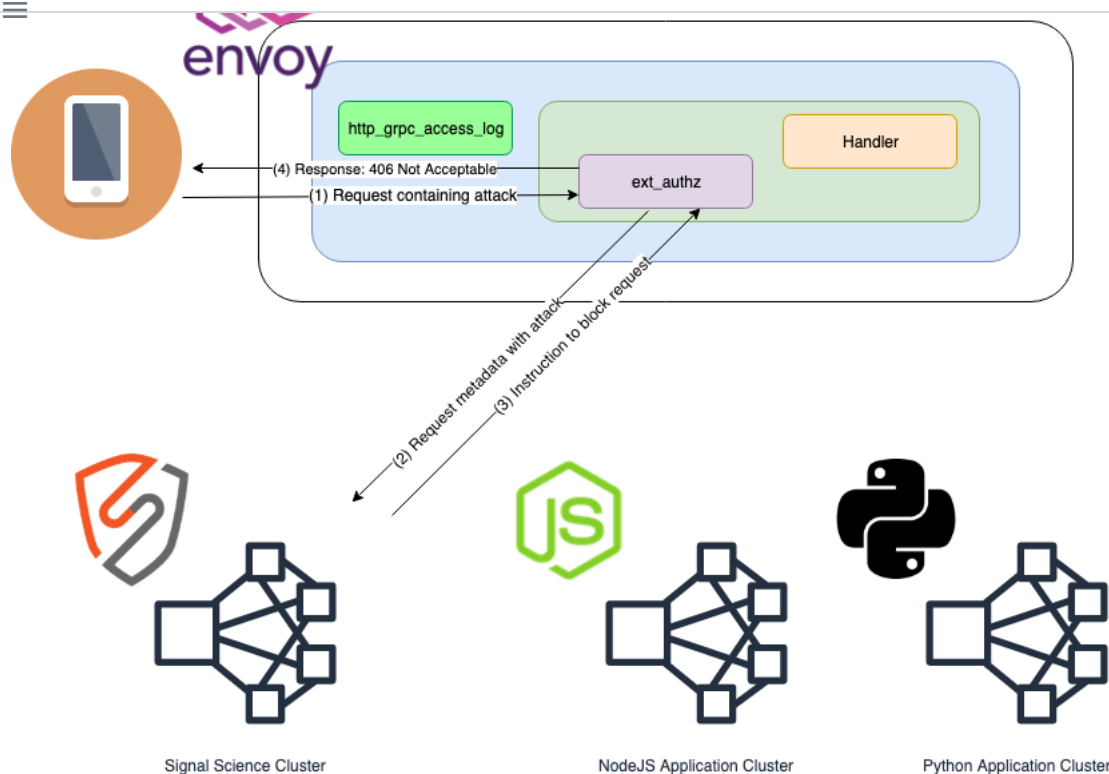 envoy
http_grpc_access_log
Handler
(4) Response: 406 Not Acceptable
ext_authz
(1) Request containing attack
(2) Request metadata with attack
(3) Instruction to block request
JS
Signal Science Cluster
NodeJS Application Cluster
Python Application Cluster